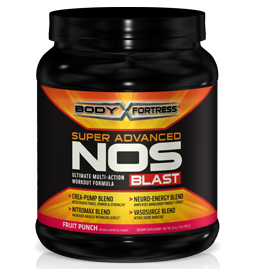 BODY FORTRESS
SUPER ADVANCED
NOS
BLAST
ULTIMATE MULTI-ACTION
WORKOUT FORMULA
CREA-PUMP BLEND
NEURO-ENERGY BLEND
NITROMAX BLEND
VASOSURGE BLEND
FRUIT PUNCH